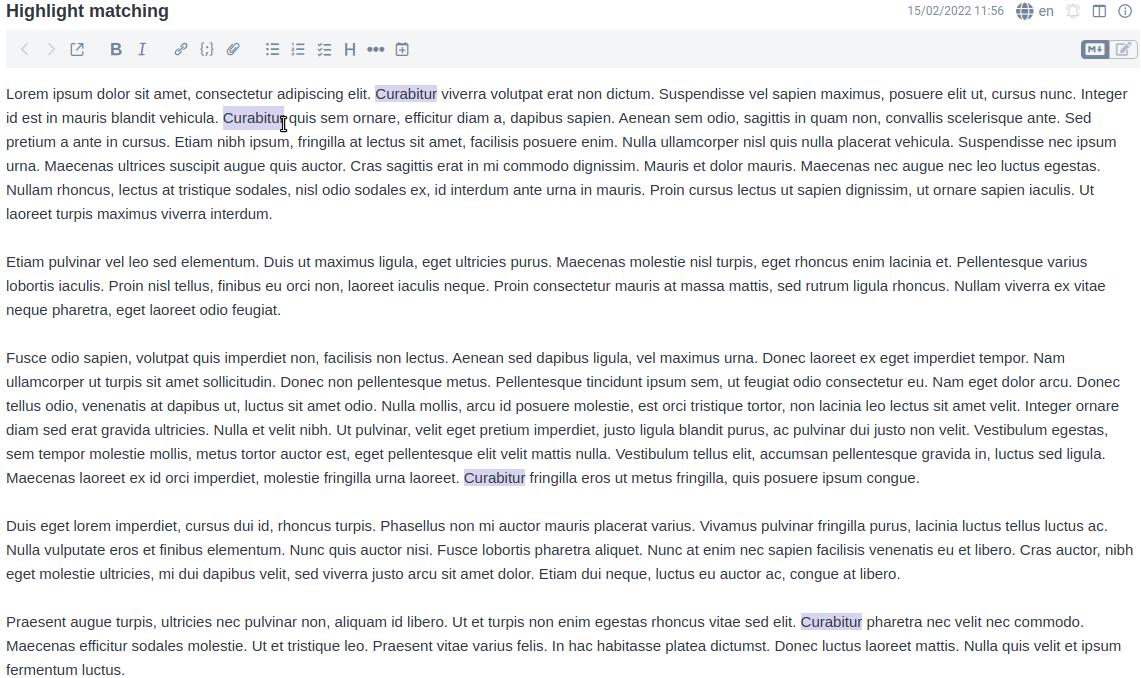 Highlight matching
15/02/2022 11:56 en
B I {;} H M
Lorem ipsum dolor sit amet, consectetur adipiscing elit. Curabitur viverra volutpat erat non dictum. Suspendisse vel sapien maximus, posuere elit ut, cursus nunc. Integer
id est in mauris blandit vehicula. Curabitur quis sem ornare, efficitur diam a, dapibus sapien. Aenean sem odio, sagittis in quam non, convallis scelerisque ante. Sed
pretium a ante in cursus. Etiam nibh ipsum, fringilla at lectus sit amet, facilisis posuere enim. Nulla ullamcorper nisl quis nulla placerat vehicula. Suspendisse nec ipsum
urna. Maecenas ultrices suscipit augue quis auctor. Cras sagittis erat in mi commodo dignissim. Mauris et dolor mauris. Maecenas nec augue nec leo luctus egestas.
Nullam rhoncus, lectus at tristique sodales, nisl odio sodales ex, id interdum ante urna in mauris. Proin cursus lectus ut sapien dignissim, ut ornare sapien iaculis. Ut
laoreet turpis maximus viverra interdum.
Etiam pulvinar vel leo sed elementum. Duis ut maximus ligula, eget ultricies purus. Maecenas molestie nisl turpis, eget rhoncus enim lacinia et. Pellentesque varius
lobortis iaculis. Proin nisl tellus, finibus eu orci non, laoreet iaculis neque. Proin consectetur mauris at massa mattis, sed rutrum ligula rhoncus. Nullam viverra ex vitae
neque pharetra, eget laoreet odio feugiat.
Fusce odio sapien, volutpat quis imperdiet non, facilisis non lectus. Aenean sed dapibus ligula, vel maximus urna. Donec laoreet ex eget imperdiet tempor. Nam
ullamcorper ut turpis sit amet sollicitudin. Donec non pellentesque metus. Pellentesque tincidunt ipsum sem, ut feugiat odio consectetur eu. Nam eget dolor arcu. Donec
tellus odio, venenatis at dapibus ut, luctus sit amet odio. Nulla mollis, arcu id posuere molestie, est orci tristique tortor, non lacinia leo lectus sit amet velit. Integer ornare
diam sed erat gravida ultricies. Nulla et velit nibh. Ut pulvinar, velit eget pretium imperdiet, justo ligula blandit purus, ac pulvinar dui justo non velit. Vestibulum egestas,
sem tempor molestie mollis, metus tortor auctor est, eget pellentesque elit velit mattis nulla. Vestibulum tellus elit, accumsan pellentesque gravida in, luctus sed ligula.
Maecenas laoreet ex id orci imperdiet, molestie fringilla urna laoreet. Curabitur fringilla eros ut metus fringilla, quis posuere ipsum congue.
Duis eget lorem imperdiet, cursus dui id, rhoncus turpis. Phasellus non mi auctor mauris placerat varius. Vivamus pulvinar fringilla purus, lacinia luctus tellus luctus ac.
Nulla vulputate eros et finibus elementum. Nunc quis auctor nisi. Fusce lobortis pharetra aliquet. Nunc at enim nec sapien facilisis venenatis eu et libero. Cras auctor, nibh
eget molestie ultricies, mi dui dapibus velit, sed viverra justo arcu sit amet dolor. Etiam dui neque, luctus eu auctor ac, congue at libero.
Praesent augue turpis, ultricies nec pulvinar non, aliquam id libero. Ut et turpis non enim egestas rhoncus vitae sed elit. Curabitur pharetra nec velit nec commodo.
Maecenas efficitur sodales molestie. Ut et tristique leo. Praesent vitae varius felis. In hac habitasse platea dictumst. Donec luctus laoreet mattis. Nulla quis velit et ipsum
fermentum luctus.